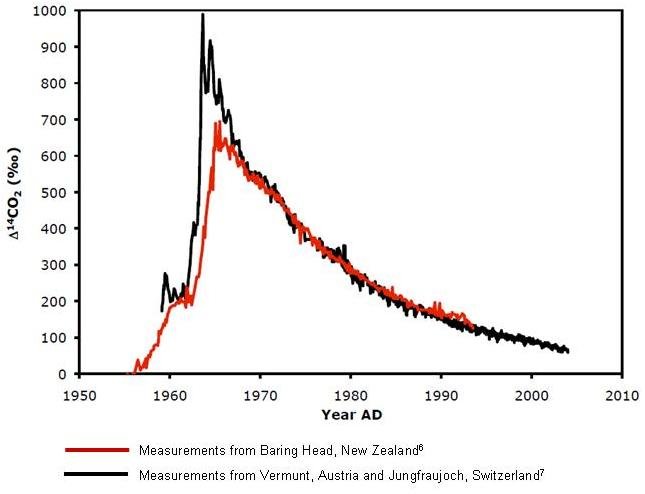 1000
900
800
700
600
500
400
300
200
100
0
Δ¹⁴CO₂ (‰)
1950 1960 1970 1980 1990 2000 2010
Year AD
Measurements from Baring Head, New Zealand⁶
Measurements from Vermunt, Austria and Jungfraujoch, Switzerland⁷